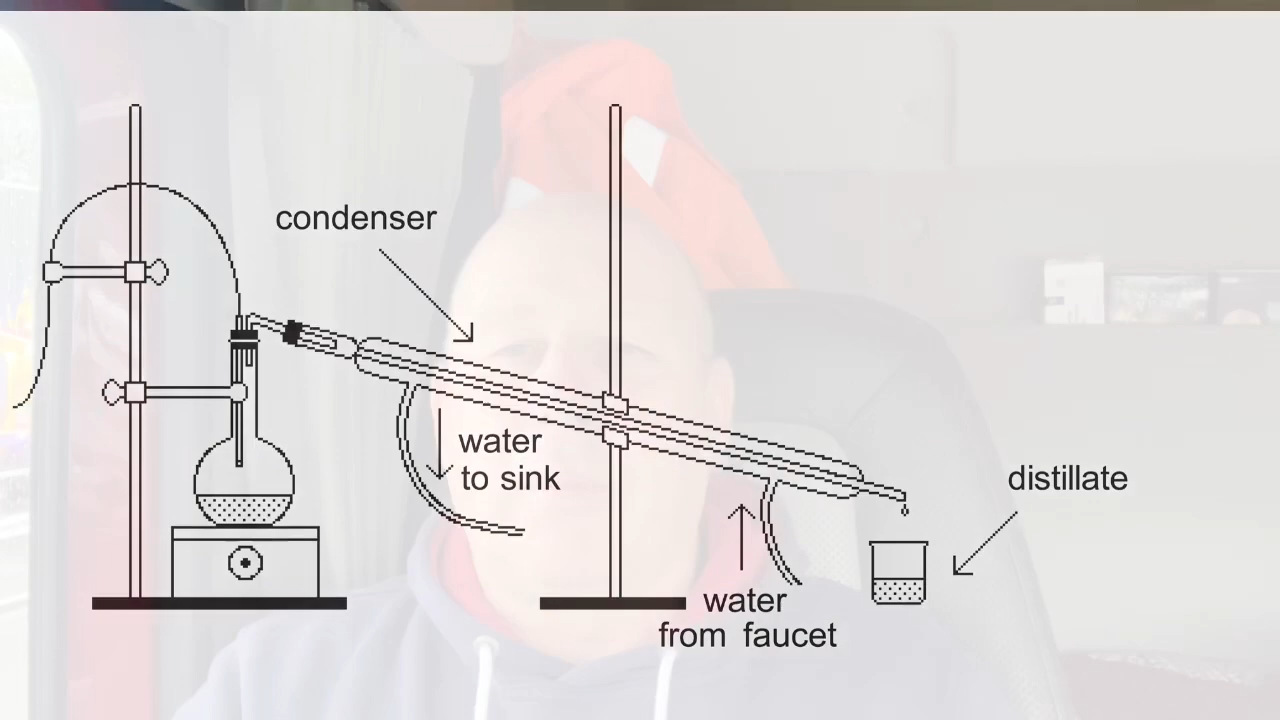 condenser
water
to sink
distillate
water
from faucet